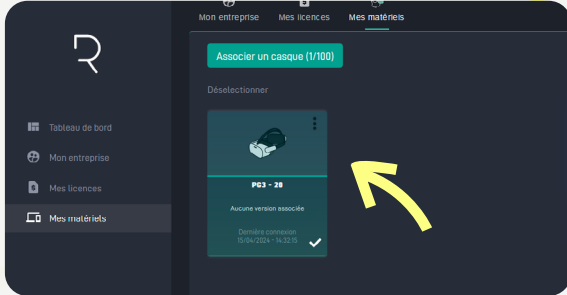 Mon entreprise Mes licences Mes matériels
Associer un casque (1/100)
Déselectionner
Tableau de bord
Mon entreprise
Mes licences
Mes matériels
PG3 - 28
Aucune version associée
Dernière connexion
15/04/2024 - 14:32:15